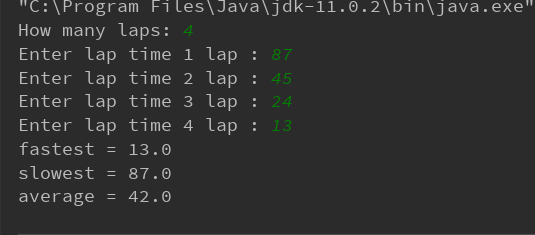 "C:\Program Files\Java\jdk-11.0.2\bin\java.exe"
How many laps: 4
Enter lap time 1 lap : 87
Enter lap time 2 lap : 45
Enter lap time 3 lap : 24
Enter lap time 4 lap : 13
fastest = 13.0
slowest = 87.0
average = 42.0